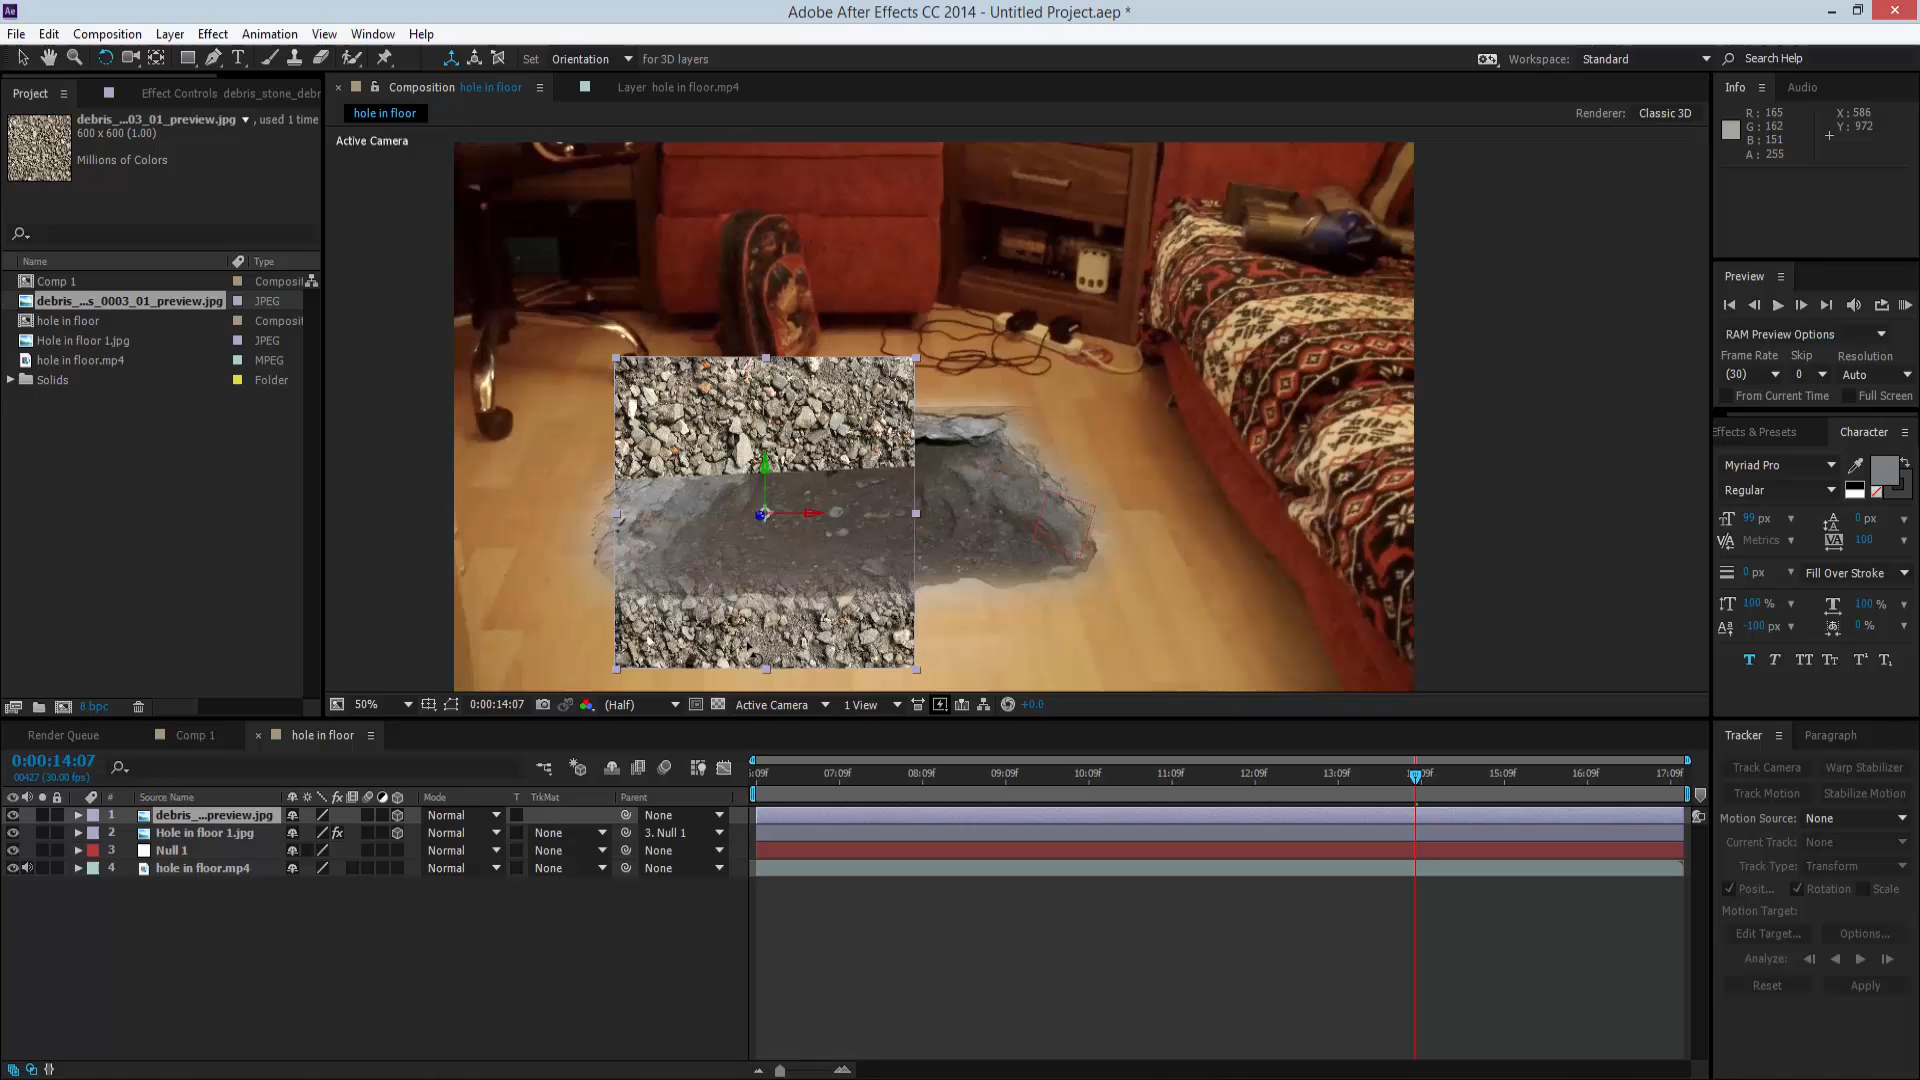 Ae
Adobe After Effects CC 2014 - Untitled Project.aep *
File Edit Composition Layer Effect Animation View Window Help
Set Orientation for 3D layers
Workspace: Standard Search Help
Project Effect Controls debris_stone_debr
debris_...03_01_preview.jpg , used 1 time
600 x 600 (1.00)
Millions of Colors
Name Type
Comp 1 Composit
debris_...s_0003_01_preview.jpg JPEG
hole in floor Composit
Hole in floor 1.jpg JPEG
hole in floor.mp4 MPEG
Solids Folder
8 bpc
Composition hole in floor Layer hole in floor.mp4
hole in floor
Renderer: Classic 3D
Active Camera
50% 0:00:14:07 (Half) Active Camera 1 View +0.0
Info Audio
R : 165 X : 586
G : 162 Y : 972
B : 151
A : 255
Preview
RAM Preview Options
Frame Rate Skip Resolution
(30) 0 Auto
From Current Time Full Screen
Effects & Presets Character
Myriad Pro
Regular
99 px 0 px
Metrics 100
0 px Fill Over Stroke
100 % 100 %
-100 px 0 %
T T TT Tt T¹ T₁
Render Queue Comp 1 hole in floor
0:00:14:07
00427 (30.00 fps)
# Source Name Mode T TrkMat Parent
1 debris_...preview.jpg Normal None
2 Hole in floor 1.jpg fx Normal None 3. Null 1
3 Null 1 Normal None None
4 hole in floor.mp4 Normal None None
:09f 07:09f 08:09f 09:09f 10:09f 11:09f 12:09f 13:09f 15:09f 16:09f 17:09f
Tracker Paragraph
Track Camera Warp Stabilizer
Track Motion Stabilize Motion
Motion Source: None
Current Track: None
Track Type: Transform
Posit... Rotation Scale
Motion Target:
Edit Target... Options...
Analyze:
Reset Apply